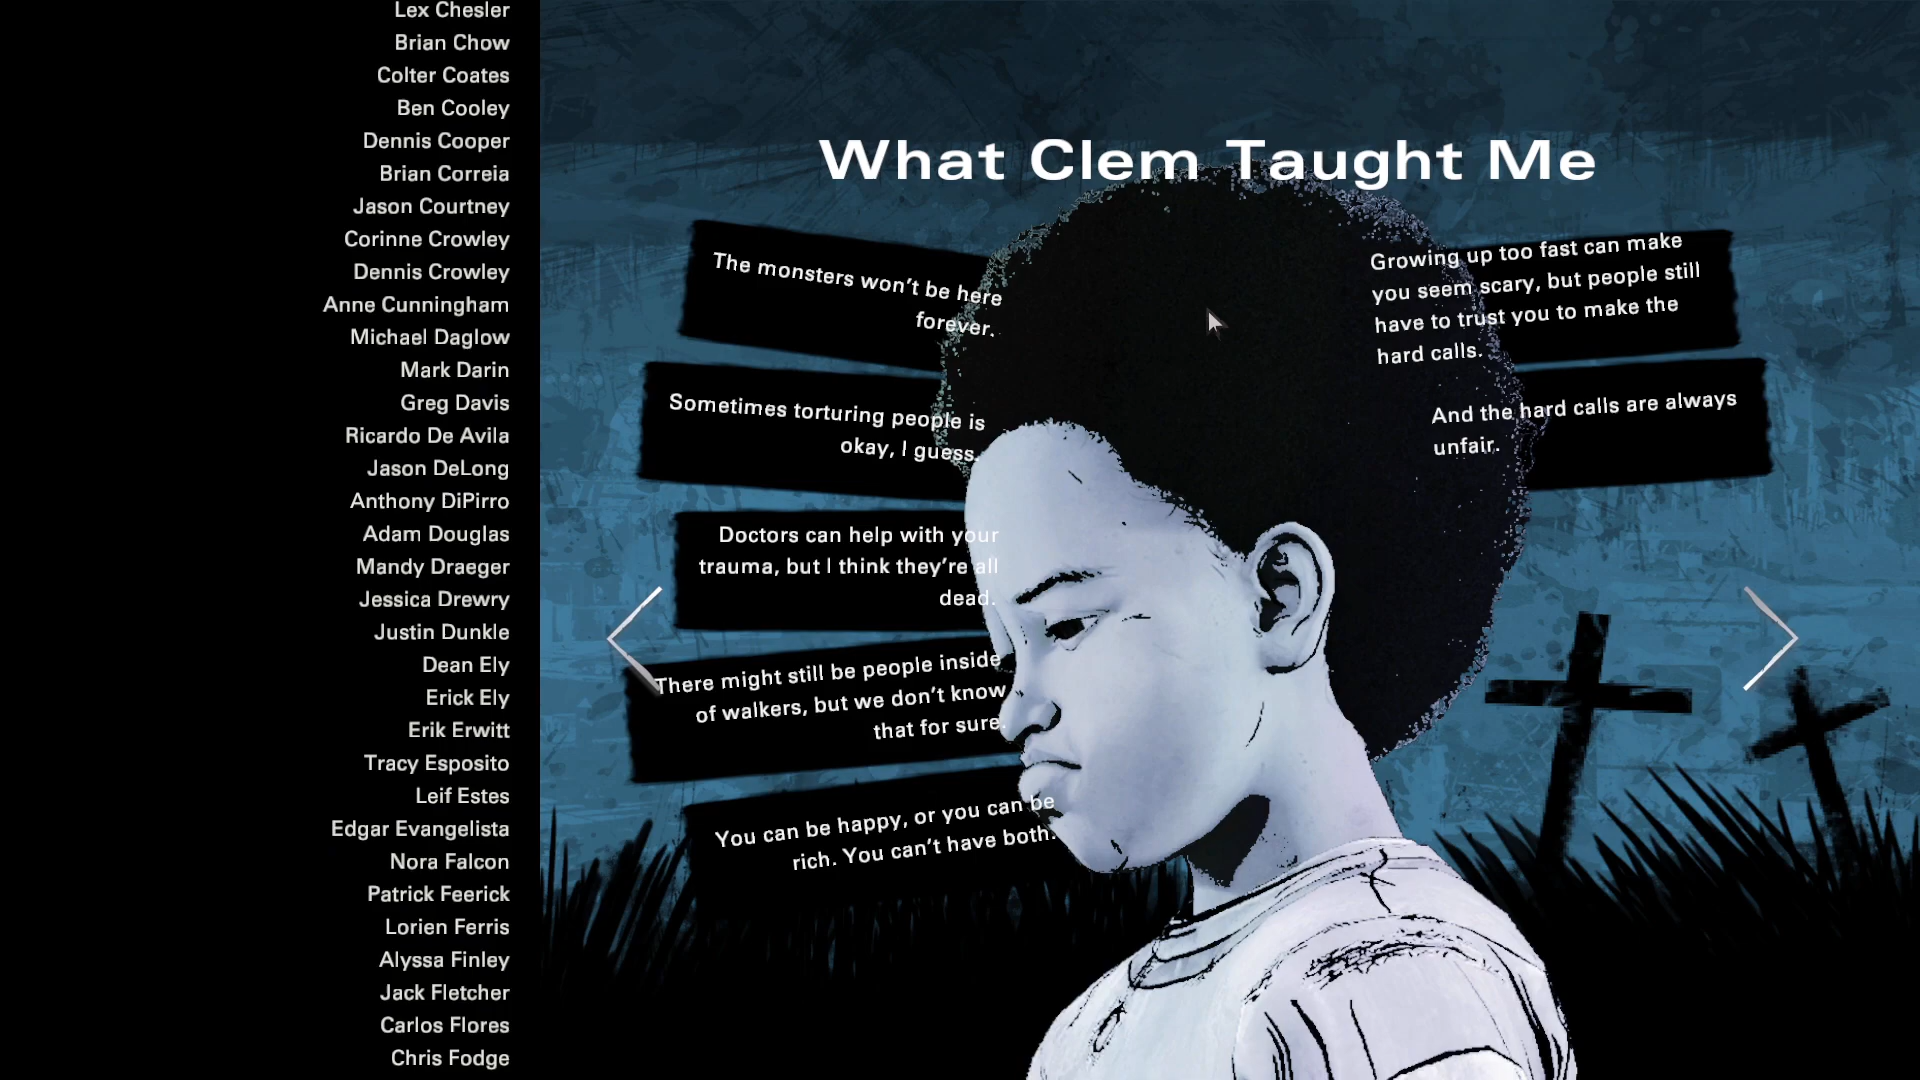 Lex Chesler
Brian Chow
Colter Coates
Ben Cooley
Dennis Cooper
Brian Correia
Jason Courtney
Corinne Crowley
Dennis Crowley
Anne Cunningham
Michael Daglow
Mark Darin
Greg Davis
Ricardo De Avila
Jason DeLong
Anthony DiPirro
Adam Douglas
Mandy Draeger
Jessica Drewry
Justin Dunkle
Dean Ely
Erick Ely
Erik Erwitt
Tracy Esposito
Leif Estes
Edgar Evangelista
Nora Falcon
Patrick Feerick
Lorien Ferris
Alyssa Finley
Jack Fletcher
Carlos Flores
Chris Fodge
What Clem Taught Me
The monsters won't be here
forever.
Sometimes torturing people is
okay, I guess.
Doctors can help with your
trauma, but I think they're all
dead.
There might still be people inside
of walkers, but we don't know
that for sure.
You can be happy, or you can be
rich. You can't have both.
Growing up too fast can make
you seem scary, but people still
have to trust you to make the
hard calls.
And the hard calls are always
unfair.